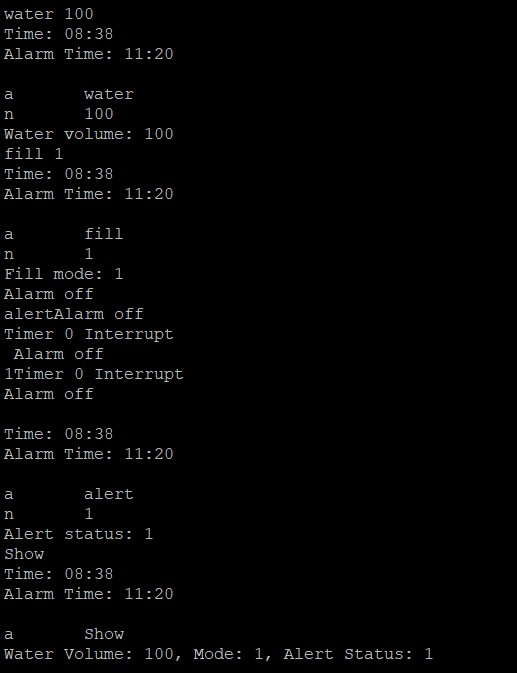 water 100
Time: 08:38
Alarm Time: 11:20
a       water
n       100
Water volume: 100
fill 1
Time: 08:38
Alarm Time: 11:20
a       fill
n       1
Fill mode: 1
Alarm off
alertAlarm off
Timer 0 Interrupt
 Alarm off
1Timer 0 Interrupt
Alarm off
Time: 08:38
Alarm Time: 11:20
a       alert
n       1
Alert status: 1
Show
Time: 08:38
Alarm Time: 11:20
a       Show
Water Volume: 100, Mode: 1, Alert Status: 1